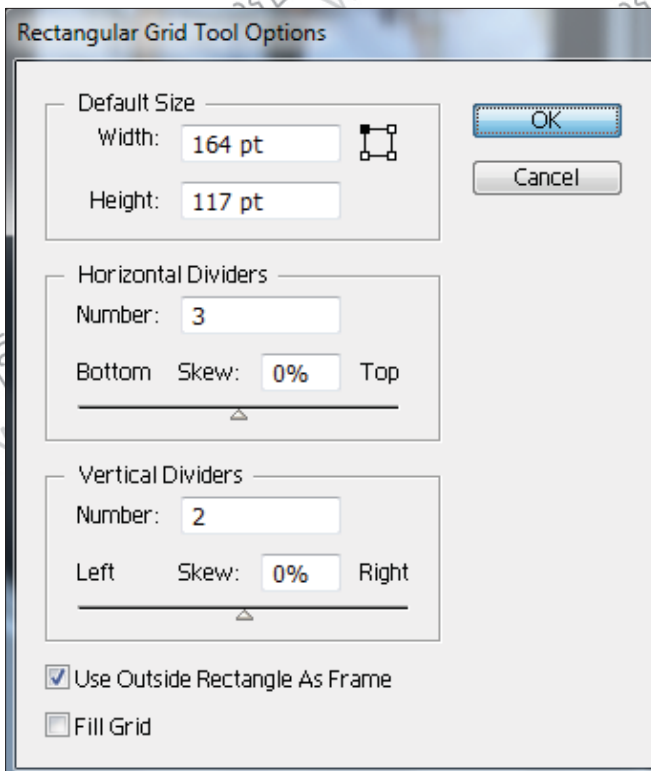 Rectangular Grid Tool Options
Default Size
OK
Width: 164 pt
Cancel
Height: 117 pt
Horizontal Dividers
Number: 3
Bottom Skew: 0% Top
Vertical Dividers
Number: 2
Left Skew: 0% Right
Use Outside Rectangle As Frame
Fill Grid